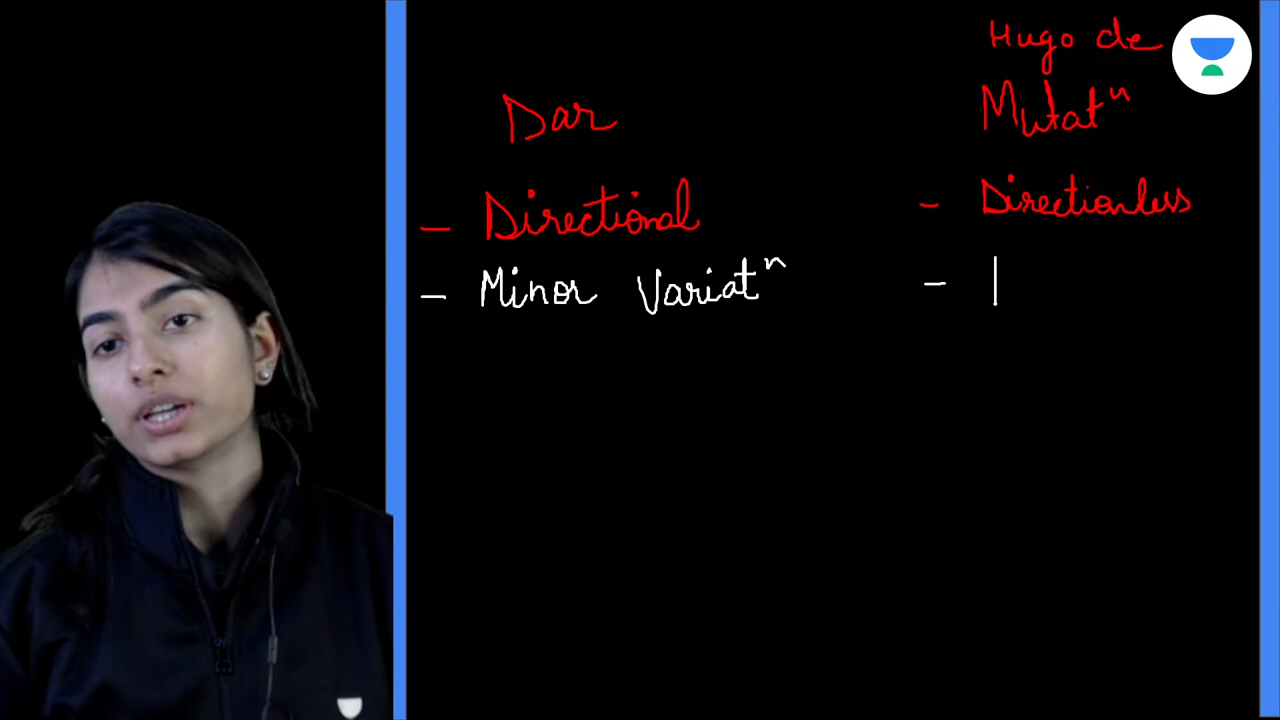 Hugo de
Dar
Mutatⁿ
- Directional
- Directionless
- Minor Variatⁿ
-